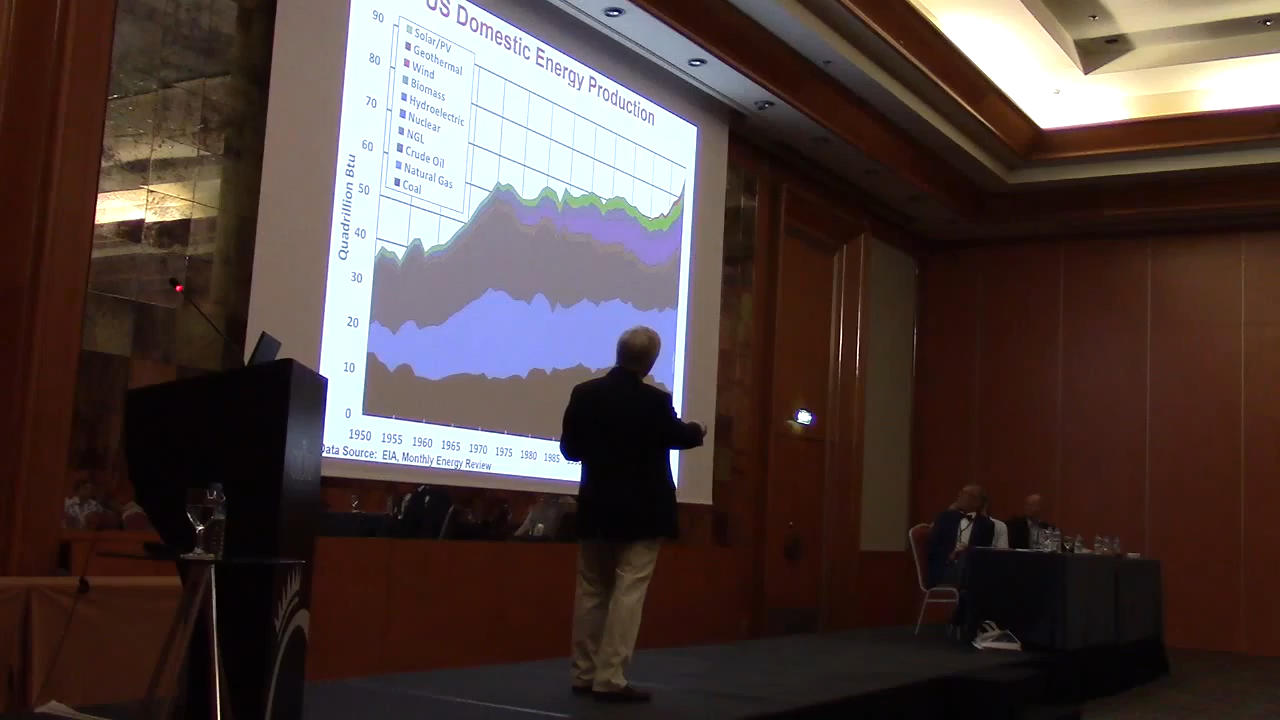 US Domestic Energy Production
90
80
70
60
50
40
30
20
10
0
Quadrillion Btu
Solar/PV
Geothermal
Wind
Biomass
Hydroelectric
Nuclear
NGL
Crude Oil
Natural Gas
Coal
1950 1955 1960 1965 1970 1975 1980 1985
Data Source: EIA, Monthly Energy Review